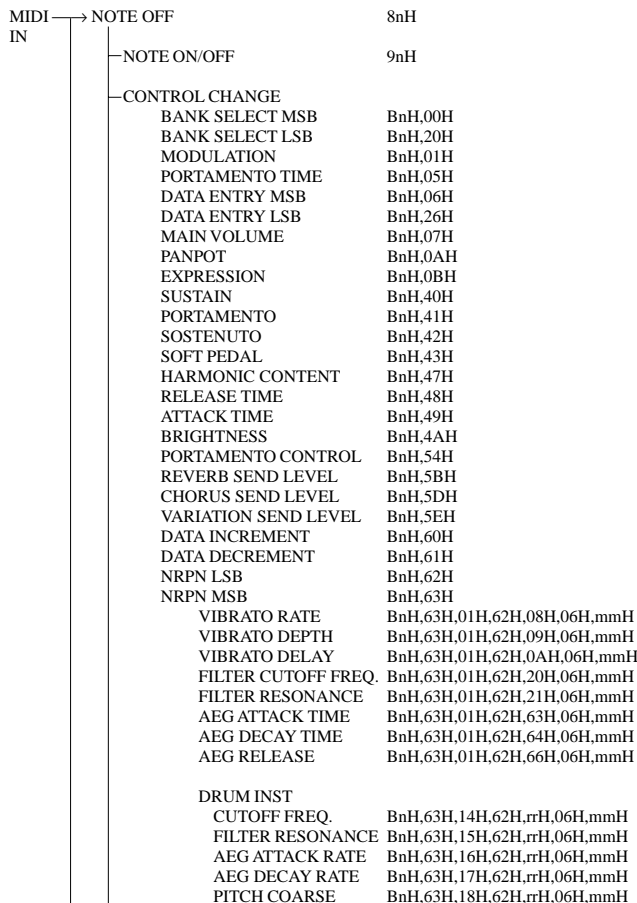 MIDI IN → NOTE OFF 8nH
NOTE ON/OFF 9nH
CONTROL CHANGE
BANK SELECT MSB BnH,00H
BANK SELECT LSB BnH,20H
MODULATION BnH,01H
PORTAMENTO TIME BnH,05H
DATA ENTRY MSB BnH,06H
DATA ENTRY LSB BnH,26H
MAIN VOLUME BnH,07H
PANPOT BnH,0AH
EXPRESSION BnH,0BH
SUSTAIN BnH,40H
PORTAMENTO BnH,41H
SOSTENUTO BnH,42H
SOFT PEDAL BnH,43H
HARMONIC CONTENT BnH,47H
RELEASE TIME BnH,48H
ATTACK TIME BnH,49H
BRIGHTNESS BnH,4AH
PORTAMENTO CONTROL BnH,54H
REVERB SEND LEVEL BnH,5BH
CHORUS SEND LEVEL BnH,5DH
VARIATION SEND LEVEL BnH,5EH
DATA INCREMENT BnH,60H
DATA DECREMENT BnH,61H
NRPN LSB BnH,62H
NRPN MSB BnH,63H
VIBRATO RATE BnH,63H,01H,62H,08H,06H,mmH
VIBRATO DEPTH BnH,63H,01H,62H,09H,06H,mmH
VIBRATO DELAY BnH,63H,01H,62H,0AH,06H,mmH
FILTER CUTOFF FREQ. BnH,63H,01H,62H,20H,06H,mmH
FILTER RESONANCE BnH,63H,01H,62H,21H,06H,mmH
AEG ATTACK TIME BnH,63H,01H,62H,63H,06H,mmH
AEG DECAY TIME BnH,63H,01H,62H,64H,06H,mmH
AEG RELEASE BnH,63H,01H,62H,66H,06H,mmH
DRUM INST
CUTOFF FREQ. BnH,63H,14H,62H,rrH,06H,mmH
FILTER RESONANCE BnH,63H,15H,62H,rrH,06H,mmH
AEG ATTACK RATE BnH,63H,16H,62H,rrH,06H,mmH
AEG DECAY RATE BnH,63H,17H,62H,rrH,06H,mmH
PITCH COARSE BnH,63H,18H,62H,rrH,06H,mmH